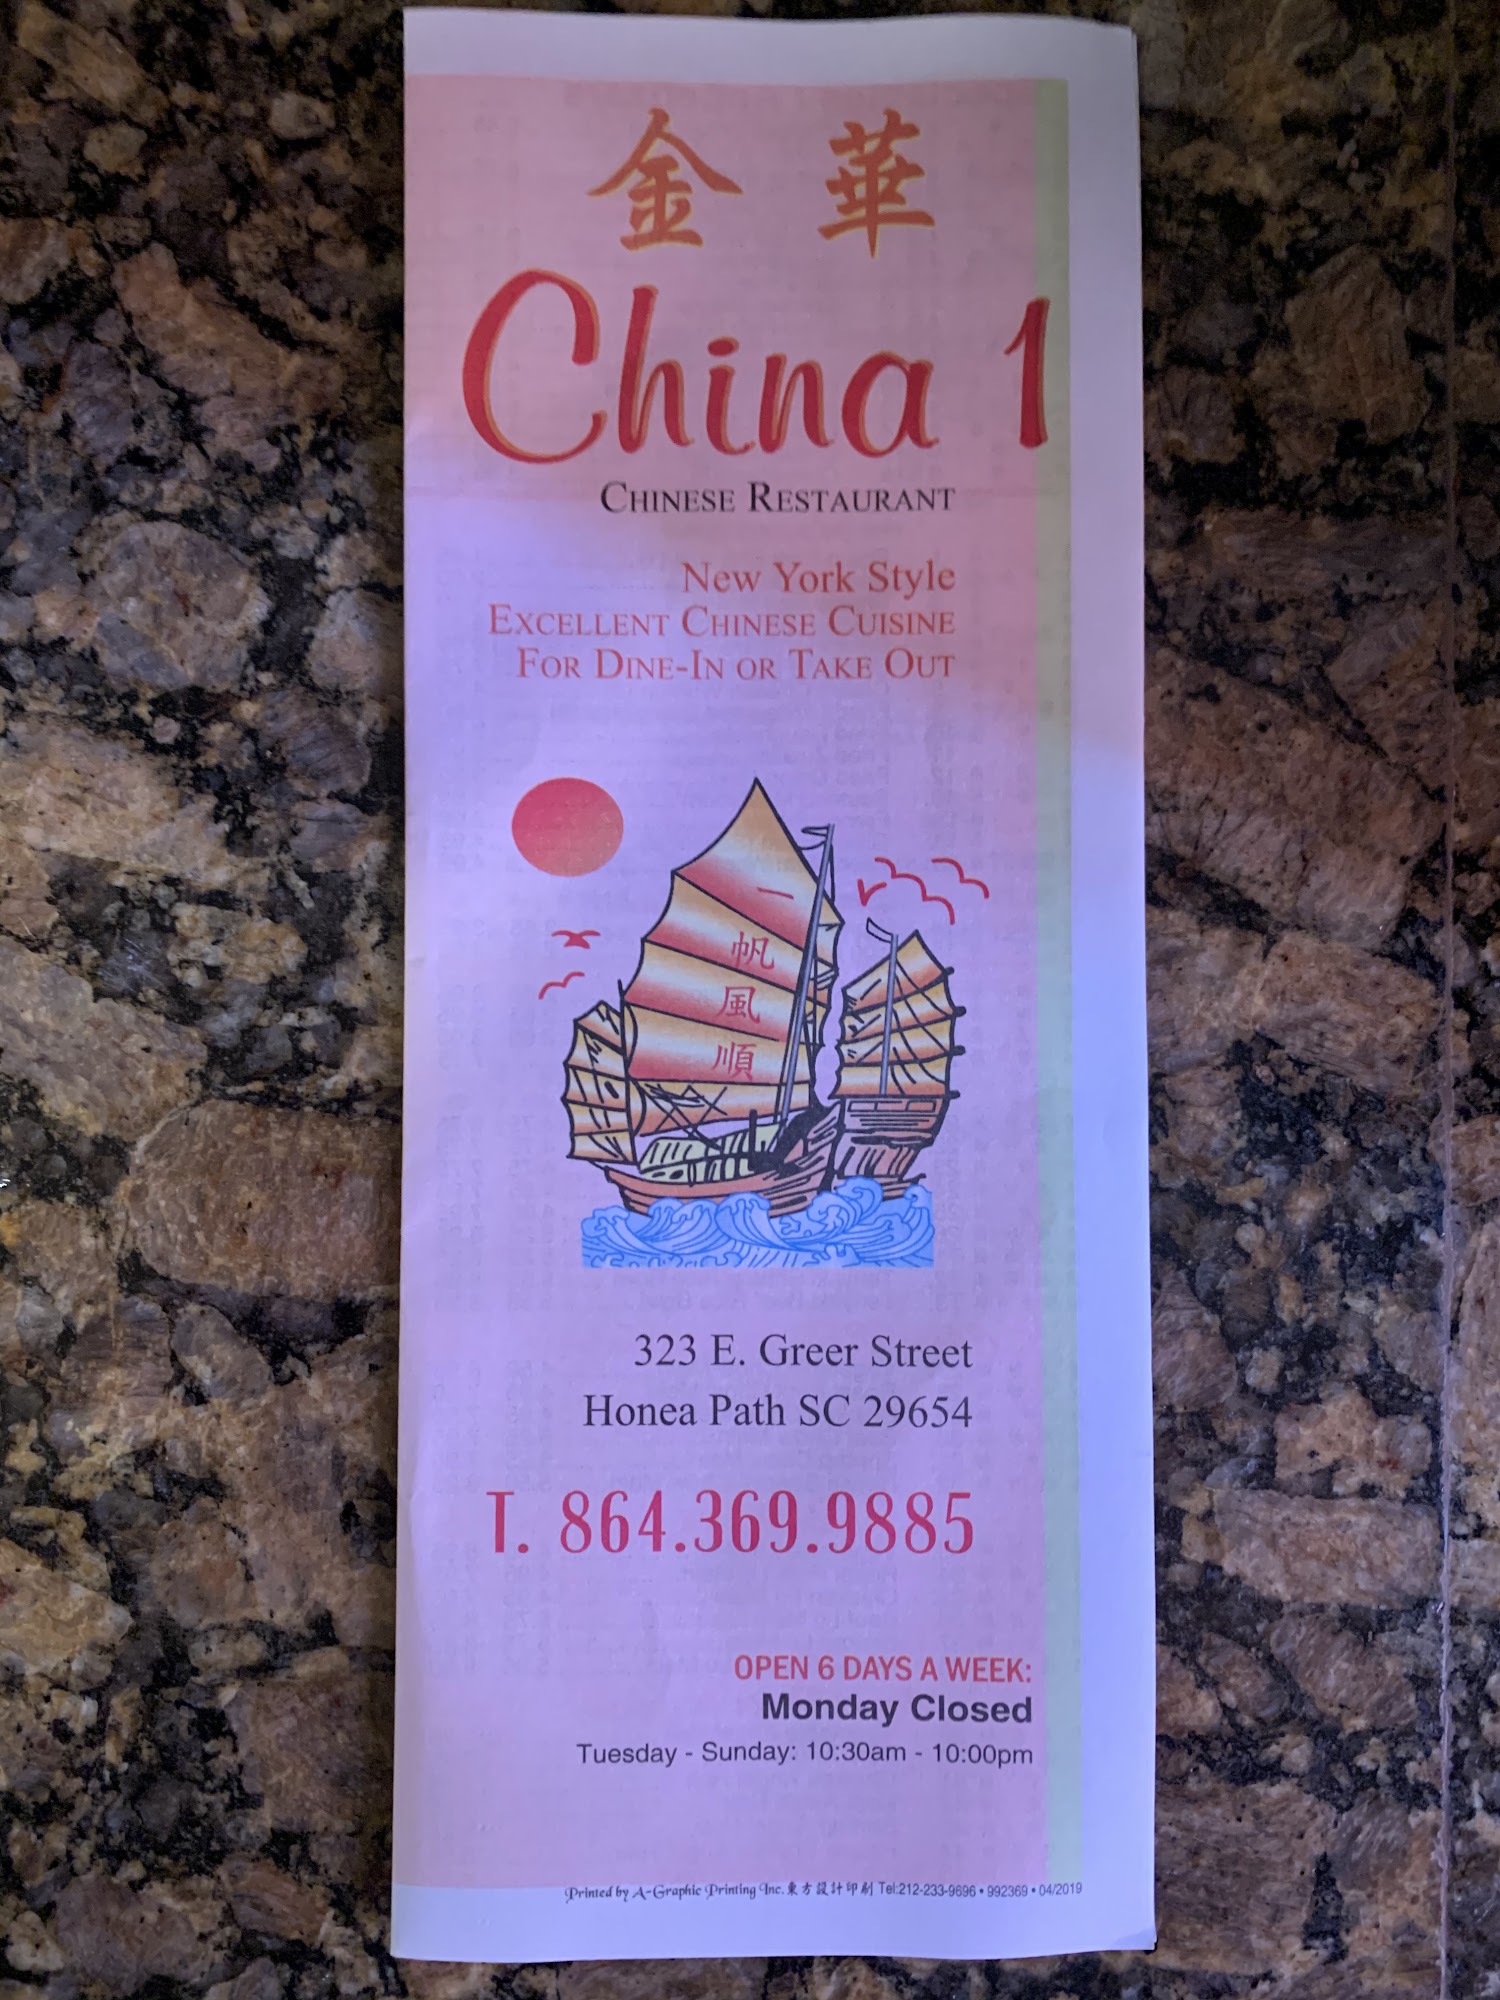 金 華
China 1
CHINESE RESTAURANT
New York Style
EXCELLENT CHINESE CUISINE
FOR DINE-IN OR TAKE OUT
一
帆
風
順
323 E. Greer Street
Honea Path SC 29654
T. 864.369.9885
OPEN 6 DAYS A WEEK:
Monday Closed
Tuesday - Sunday: 10:30am - 10:00pm
Printed by A-Graphic Printing Inc. 東方設計印刷 Tel:212-233-9696 • 992369 • 04/2019